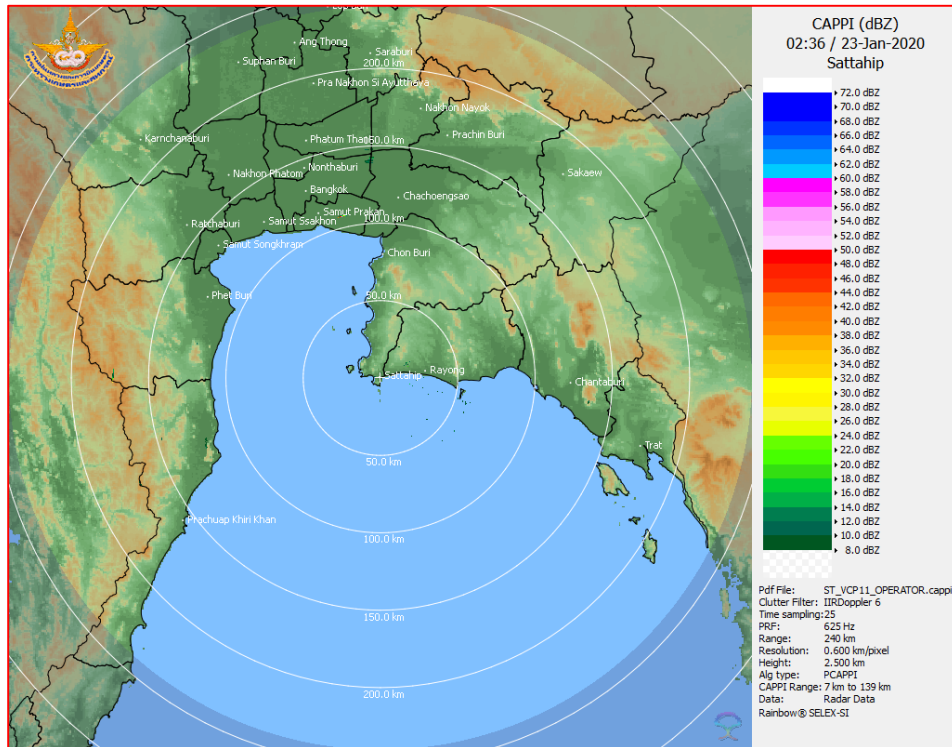 CAPPI (dBZ)
02:36 / 23-Jan-2020
Sattahip
72.0 dBZ
70.0 dBZ
68.0 dBZ
66.0 dBZ
64.0 dBZ
62.0 dBZ
60.0 dBZ
58.0 dBZ
56.0 dBZ
54.0 dBZ
52.0 dBZ
50.0 dBZ
48.0 dBZ
46.0 dBZ
44.0 dBZ
42.0 dBZ
40.0 dBZ
38.0 dBZ
36.0 dBZ
34.0 dBZ
32.0 dBZ
30.0 dBZ
28.0 dBZ
26.0 dBZ
24.0 dBZ
22.0 dBZ
20.0 dBZ
18.0 dBZ
16.0 dBZ
14.0 dBZ
12.0 dBZ
10.0 dBZ
8.0 dBZ
Pdf File: ST_VCP11_OPERATOR.cappi
Clutter Filter: IIRDoppler 6
Time sampling:25
PRF: 625 Hz
Range: 240 km
Resolution: 0.600 km/pixel
Height: 2.500 km
Alg type: PCAPPI
CAPPI Range: 7 km to 139 km
Data: Radar Data
Rainbow® SELEX-SI
Ang Thong
Saraburi
Suphan Buri
200.0 km
Pra Nakhon Si Ayutthaya
Nakhon Nayok
Karnchanaburi
Phatum Than
150.0 km
Prachin Buri
Nonthaburi
Nakhon Phatom
Sakaew
Bangkok
Chachoengsao
Samut Prakan
Ratchaburi
Samut Ssakhon
100.0 km
Samut Songkhram
Chon Buri
Phet Buri
50.0 km
Sattahip
Rayong
Chantaburi
Trat
50.0 km
Prachuap Khiri Khan
100.0 km
150.0 km
200.0 km